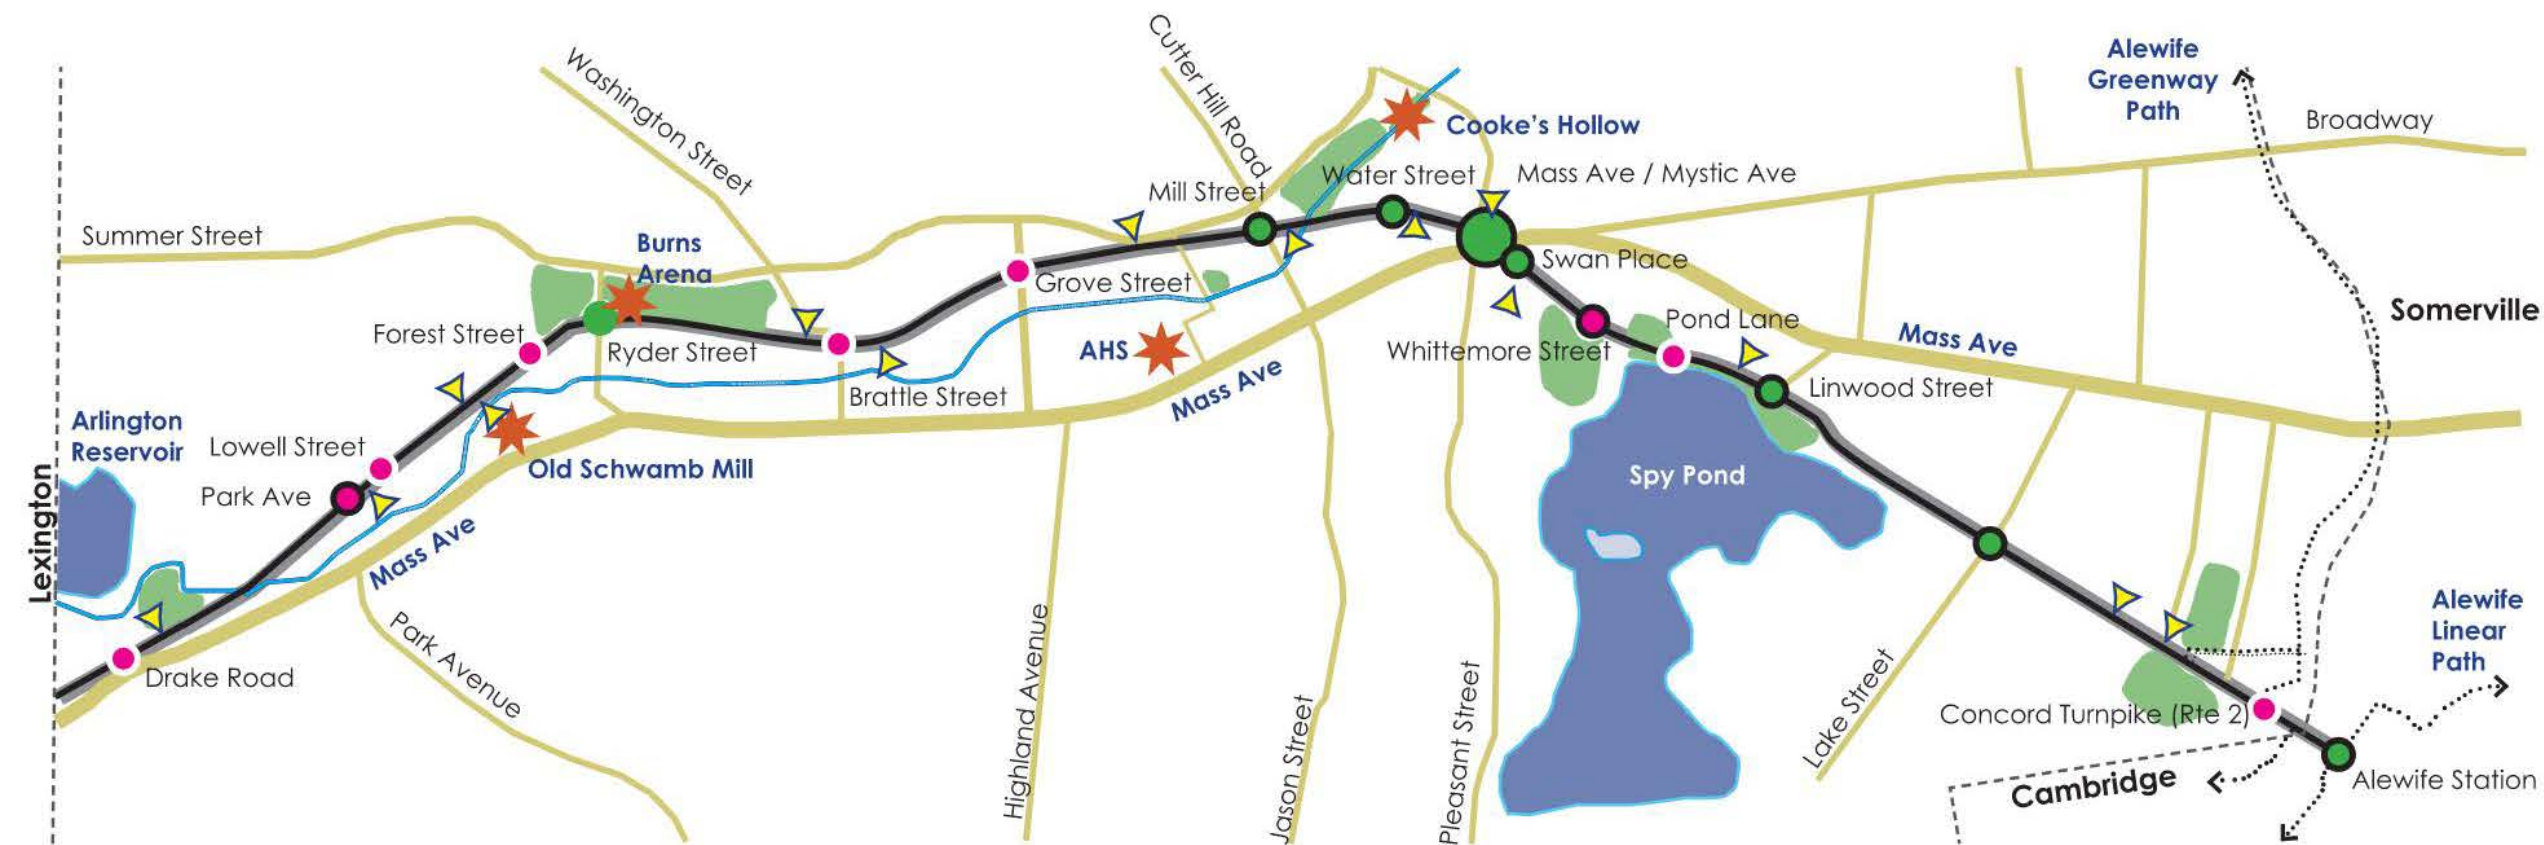 Washington Street
Cutter Hill Road
Alewife
Greenway
Path
Broadway
Cooke's Hollow
Water Street
Mass Ave / Mystic Ave
Mill Street
Summer Street
Burns
Arena
Swan Place
Grove Street
Somerville
Forest Street
Ryder Street
AHS
Pond Lane
Whittemore Street
Mass Ave
Mass Ave
Brattle Street
Linwood Street
Arlington
Reservoir
Lowell Street
Old Schwamb Mill
Spy Pond
Park Ave
Lexington
Mass Ave
Alewife
Linear
Path
Drake Road
Park Avenue
Highland Avenue
Jason Street
Pleasant Street
Lake Street
Concord Turnpike (Rte 2)
Cambridge
Alewife Station